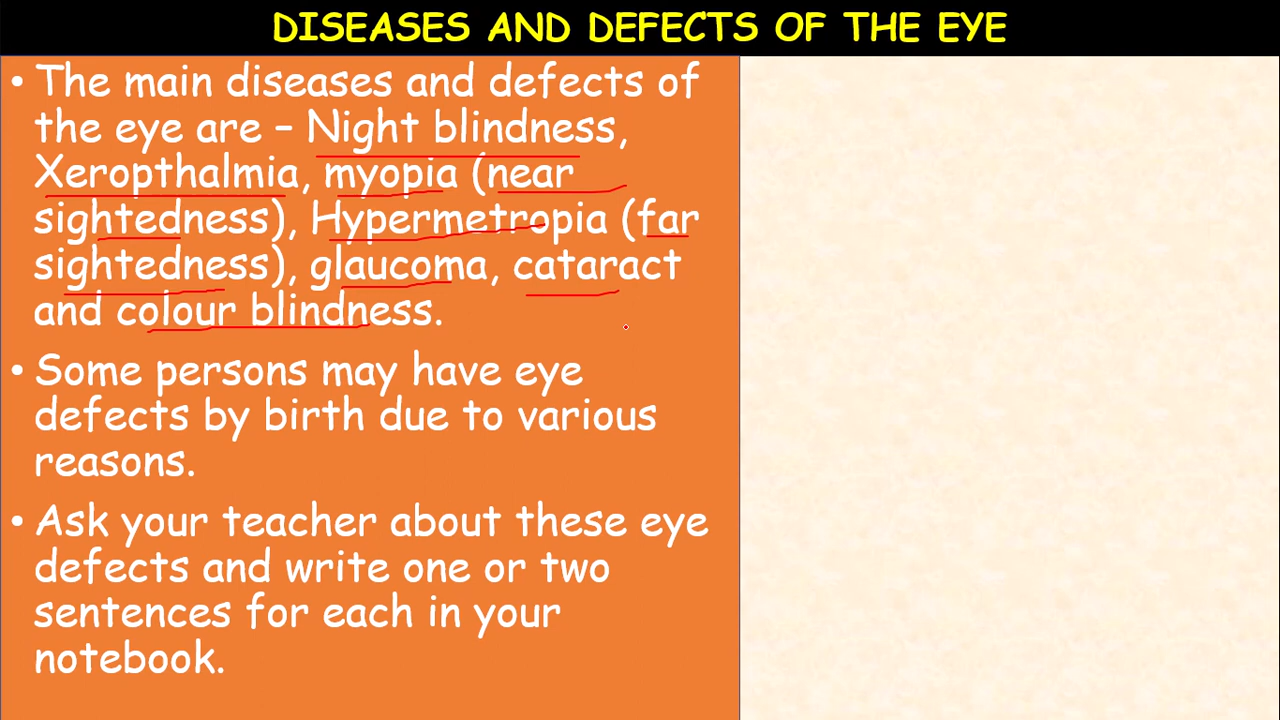 DISEASES AND DEFECTS OF THE EYE
• The main diseases and defects of
the eye are – Night blindness,
Xeropthalmia, myopia (near
sightedness), Hypermetropia (far
sightedness), glaucoma, cataract
and colour blindness.
• Some persons may have eye
defects by birth due to various
reasons.
• Ask your teacher about these eye
defects and write one or two
sentences for each in your
notebook.